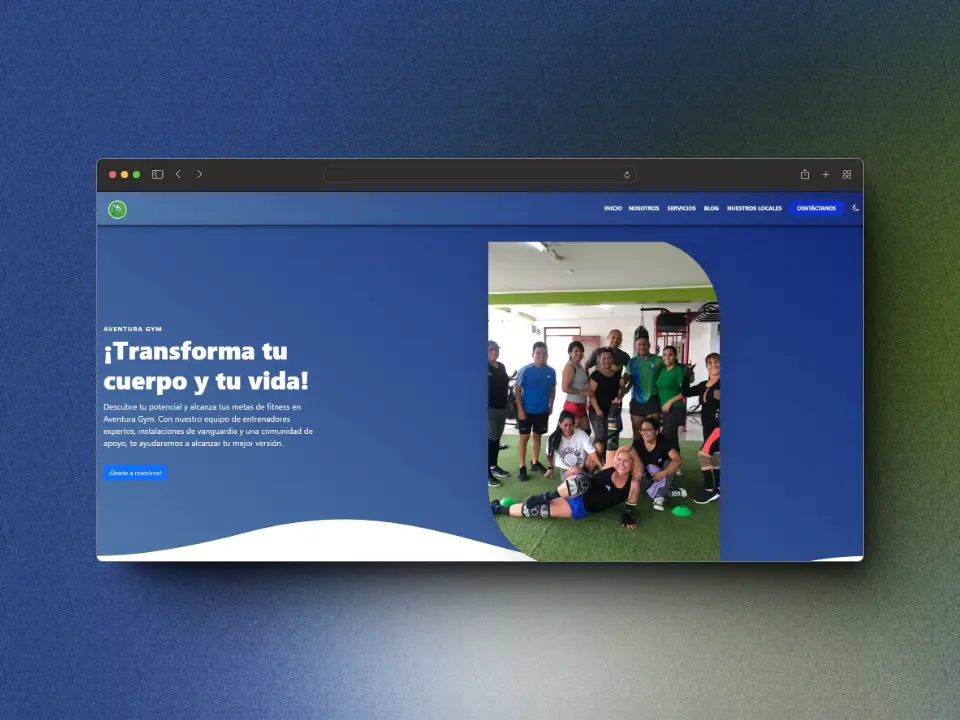 INICIO NOSOTROS SERVICIOS BLOG NUESTROS LOCALES CONTÁCTANOS
AVENTURA GYM
¡Transforma tu
cuerpo y tu vida!
Descubre tu potencial y alcanza tus metas de fitness en
Aventura Gym. Con nuestro equipo de entrenadores
expertos, instalaciones de vanguardia y una comunidad de
apoyo, te ayudaremos a alcanzar tu mejor versión.
¡Únete a nosotros!